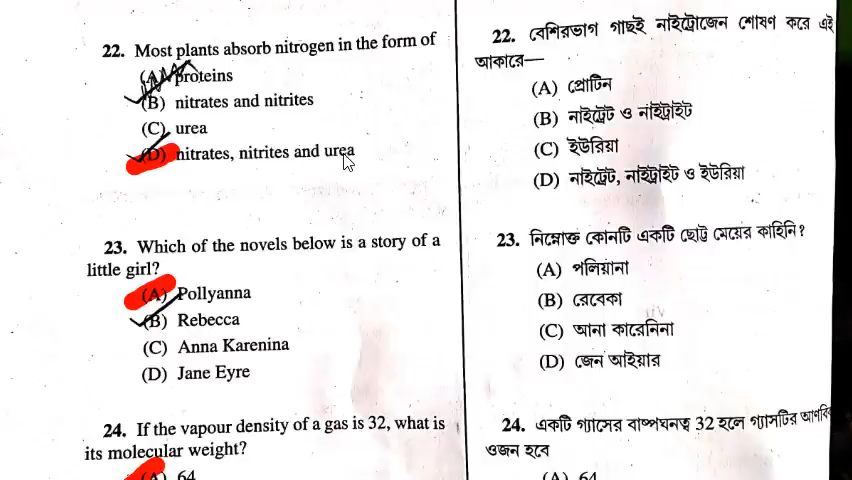 22. Most plants absorb nitrogen in the form of
(A) proteins
(B) nitrates and nitrites
(C) urea
(D) nitrates, nitrites and urea
23. Which of the novels below is a story of a
little girl?
(A) Pollyanna
(B) Rebecca
(C) Anna Karenina
(D) Jane Eyre
24. If the vapour density of a gas is 32, what is
its molecular weight?
(A) 64
22. বেশিরভাগ গাছই নাইট্রোজেন শোষণ করে এই
আকারে—
(A) প্রোটিন
(B) নাইট্রেট ও নাইট্রাইট
(C) ইউরিয়া
(D) নাইট্রেট, নাইট্রাইট ও ইউরিয়া
23. নিম্নোক্ত কোনটি একটি ছোট্ট মেয়ের কাহিনি?
(A) পলিয়ানা
(B) রেবেকা
(C) আনা কারেনিনা
(D) জেন আইয়ার
24. একটি গ্যাসের বাষ্পঘনত্ব 32 হলে গ্যাসটির আণবিক
ওজন হবে
(A) 64